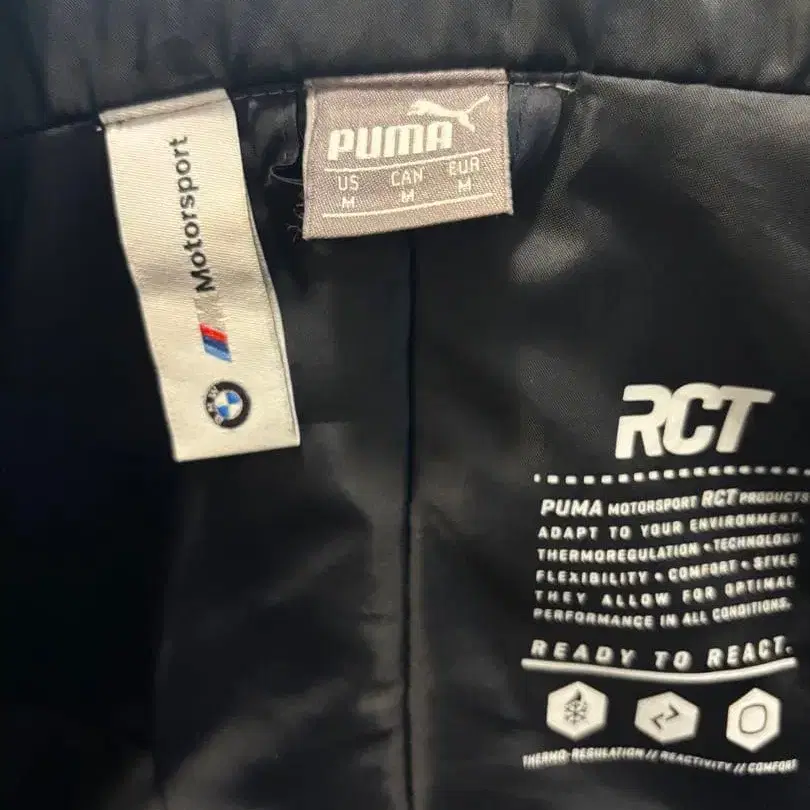 PUMA
US CAN EUR
M M M
Motorsport
BMW
RCT
PUMA MOTORSPORT RCT PRODUCTS
ADAPT TO YOUR ENVIRONMENT.
THERMOREGULATION • TECHNOLOGY
FLEXIBILITY • COMFORT • STYLE
THEY ALLOW FOR OPTIMAL
PERFORMANCE IN ALL CONDITIONS.
READY TO REACT.
THERMO-REGULATION // REACTIVITY // COMFORT